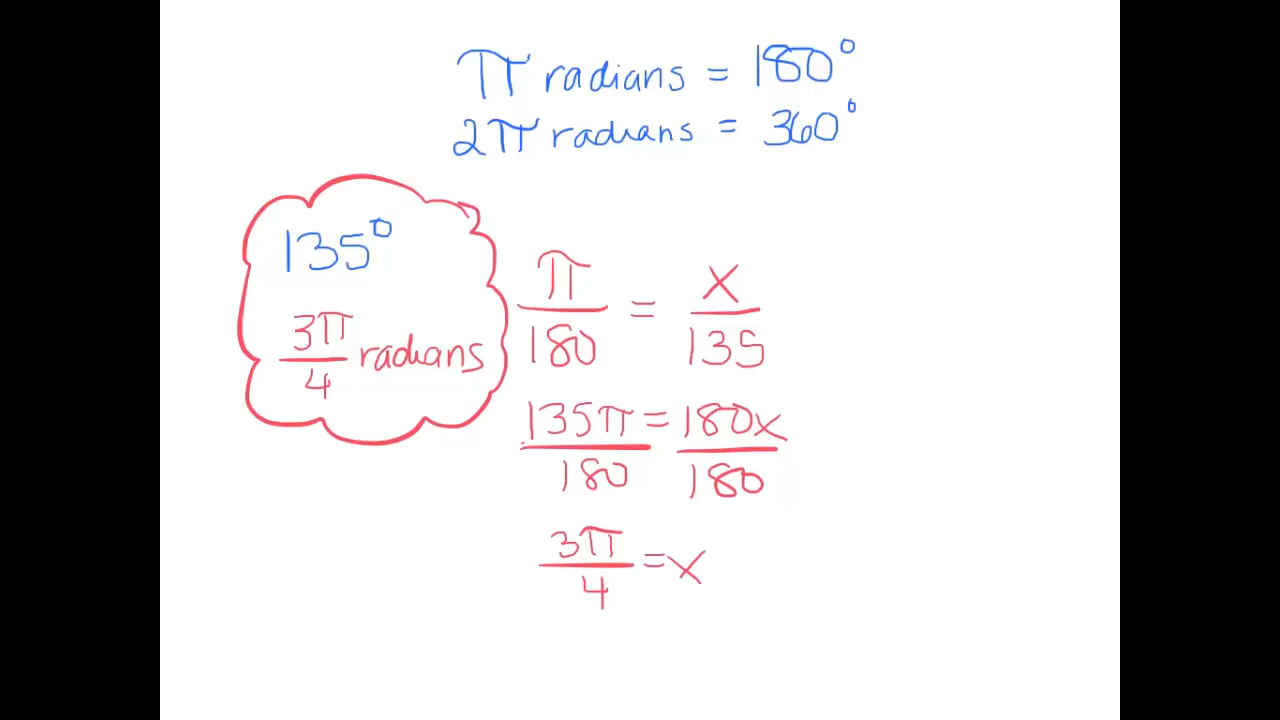 π radians = 180°
2π radians = 360°
135°
3π/4 radians
π/180 = x/135
135π/180 = 180x/180
3π/4 = x